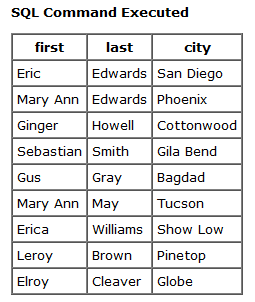 SQL Command Executed
first last city
Eric Edwards San Diego
Mary Ann Edwards Phoenix
Ginger Howell Cottonwood
Sebastian Smith Gila Bend
Gus Gray Bagdad
Mary Ann May Tucson
Erica Williams Show Low
Leroy Brown Pinetop
Elroy Cleaver Globe